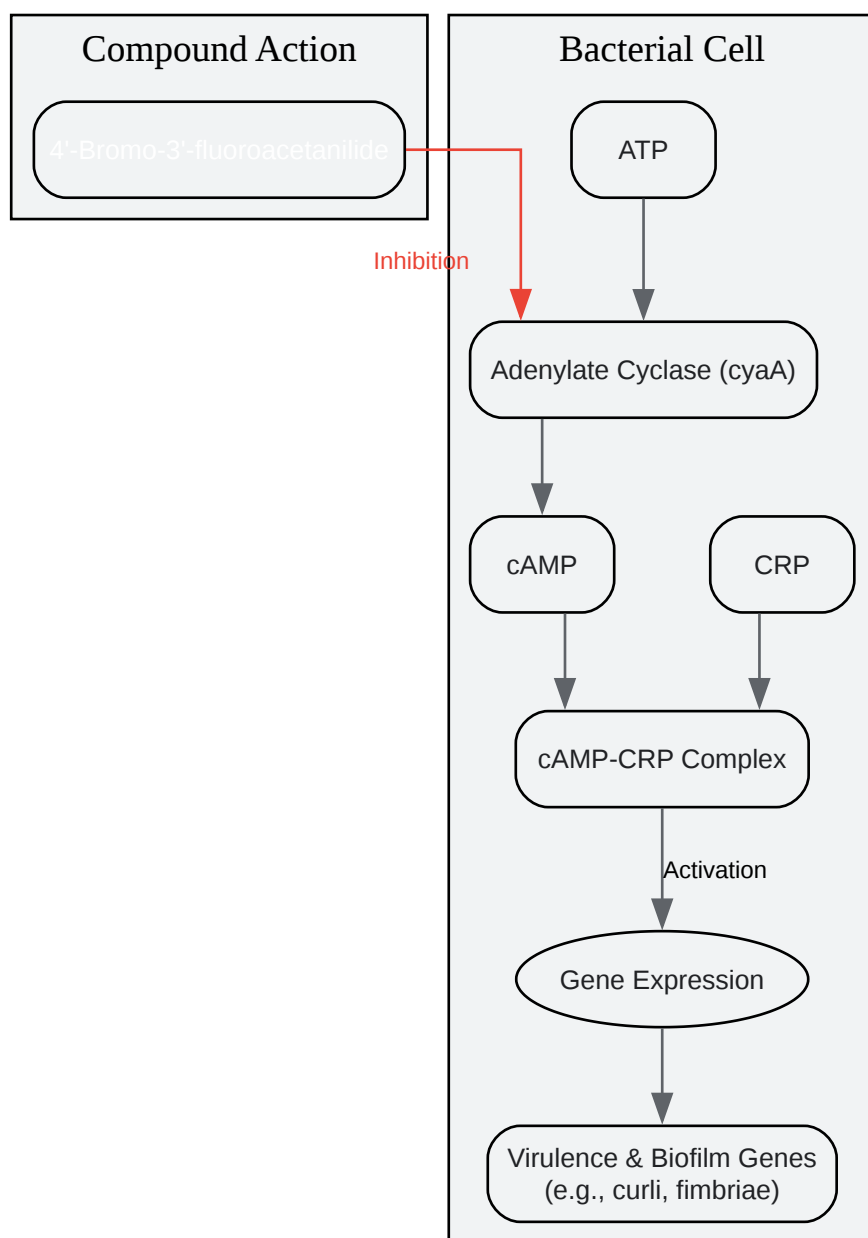 Compound Action
4'-Bromo-3'-fluoroacetanilide
Inhibition
Bacterial Cell
ATP
Adenylate Cyclase (cyaA)
cAMP
CRP
cAMP-CRP Complex
Activation
Gene Expression
Virulence & Biofilm Genes
(e.g., curli, fimbriae)